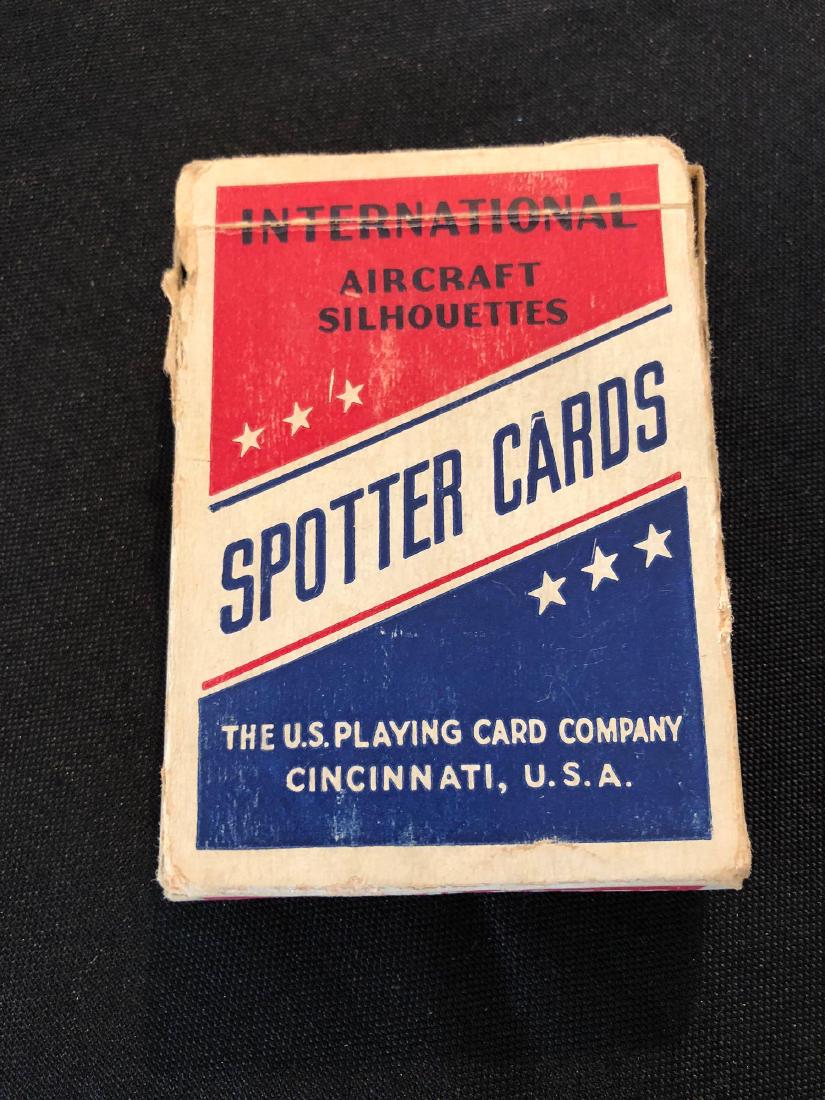 INTERNATIONAL
AIRCRAFT
SILHOUETTES
SPOTTER CARDS
THE U.S. PLAYING CARD COMPANY
CINCINNATI, U.S.A.